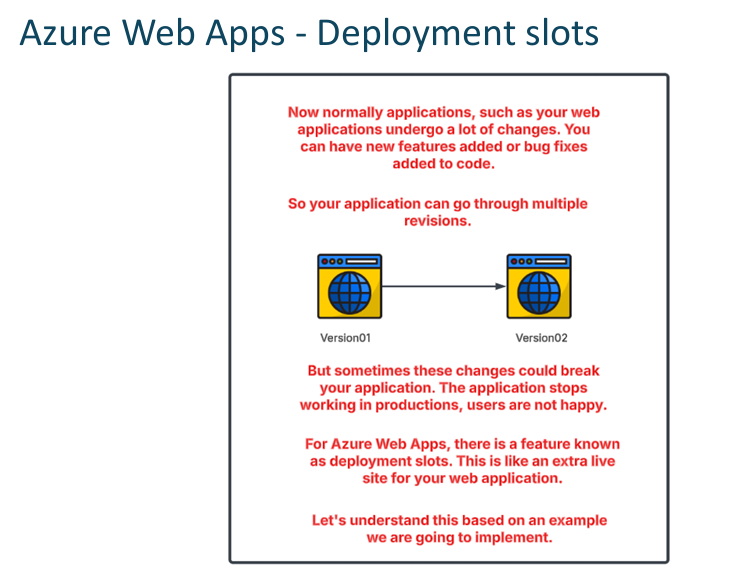 Azure Web Apps - Deployment slots
Now normally applications, such as your web
applications undergo a lot of changes. You
can have new features added or bug fixes
added to code.
So your application can go through multiple
revisions.
Version01
Version02
But sometimes these changes could break
your application. The application stops
working in productions, users are not happy.
For Azure Web Apps, there is a feature known
as deployment slots. This is like an extra live
site for your web application.
Let's understand this based on an example
we are going to implement.